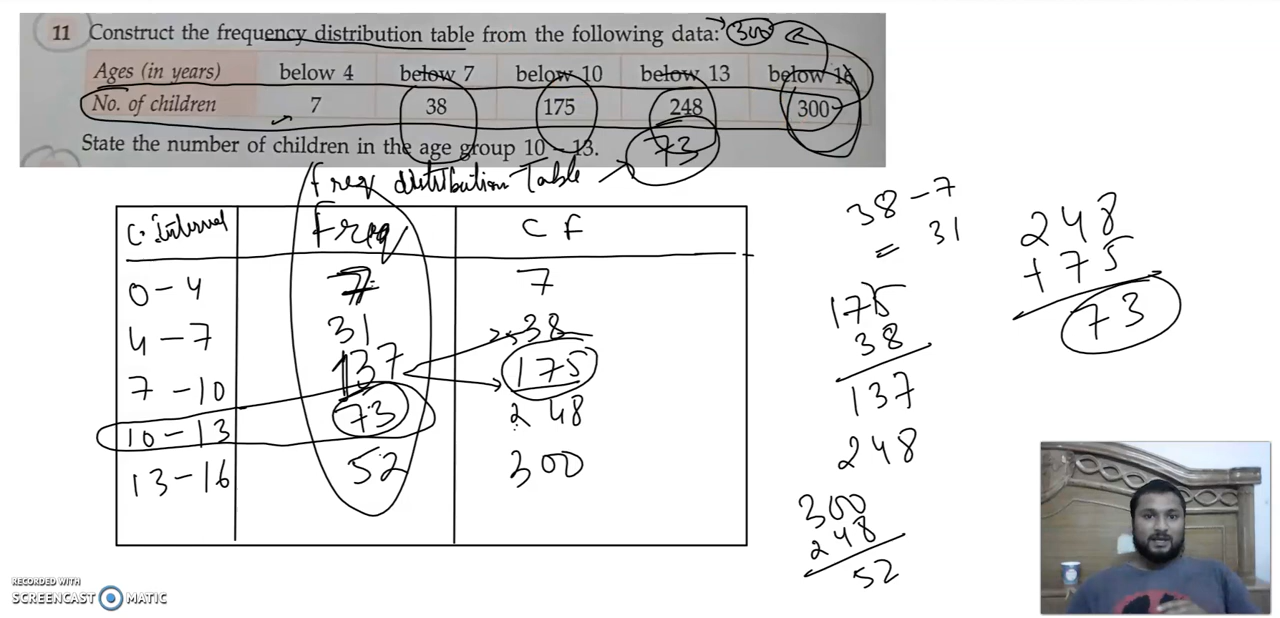 11 Construct the frequency distribution table from the following data: → 300
Ages (in years) below 4 below 7 below 10 below 13 below 16
No. of children 7 38 175 248 300
State the number of children in the age group 10 – 13. 73
freq distribution Table
C. Interval Freq C F
0 – 4 7 7
4 – 7 31 38
7 – 10 137 175
10 – 13 73 248
13 – 16 52 300
38 – 7
= 31
175
38
137
248
300
248
52
248
+ 75
73
RECORDED WITH
SCREENCAST MATIC